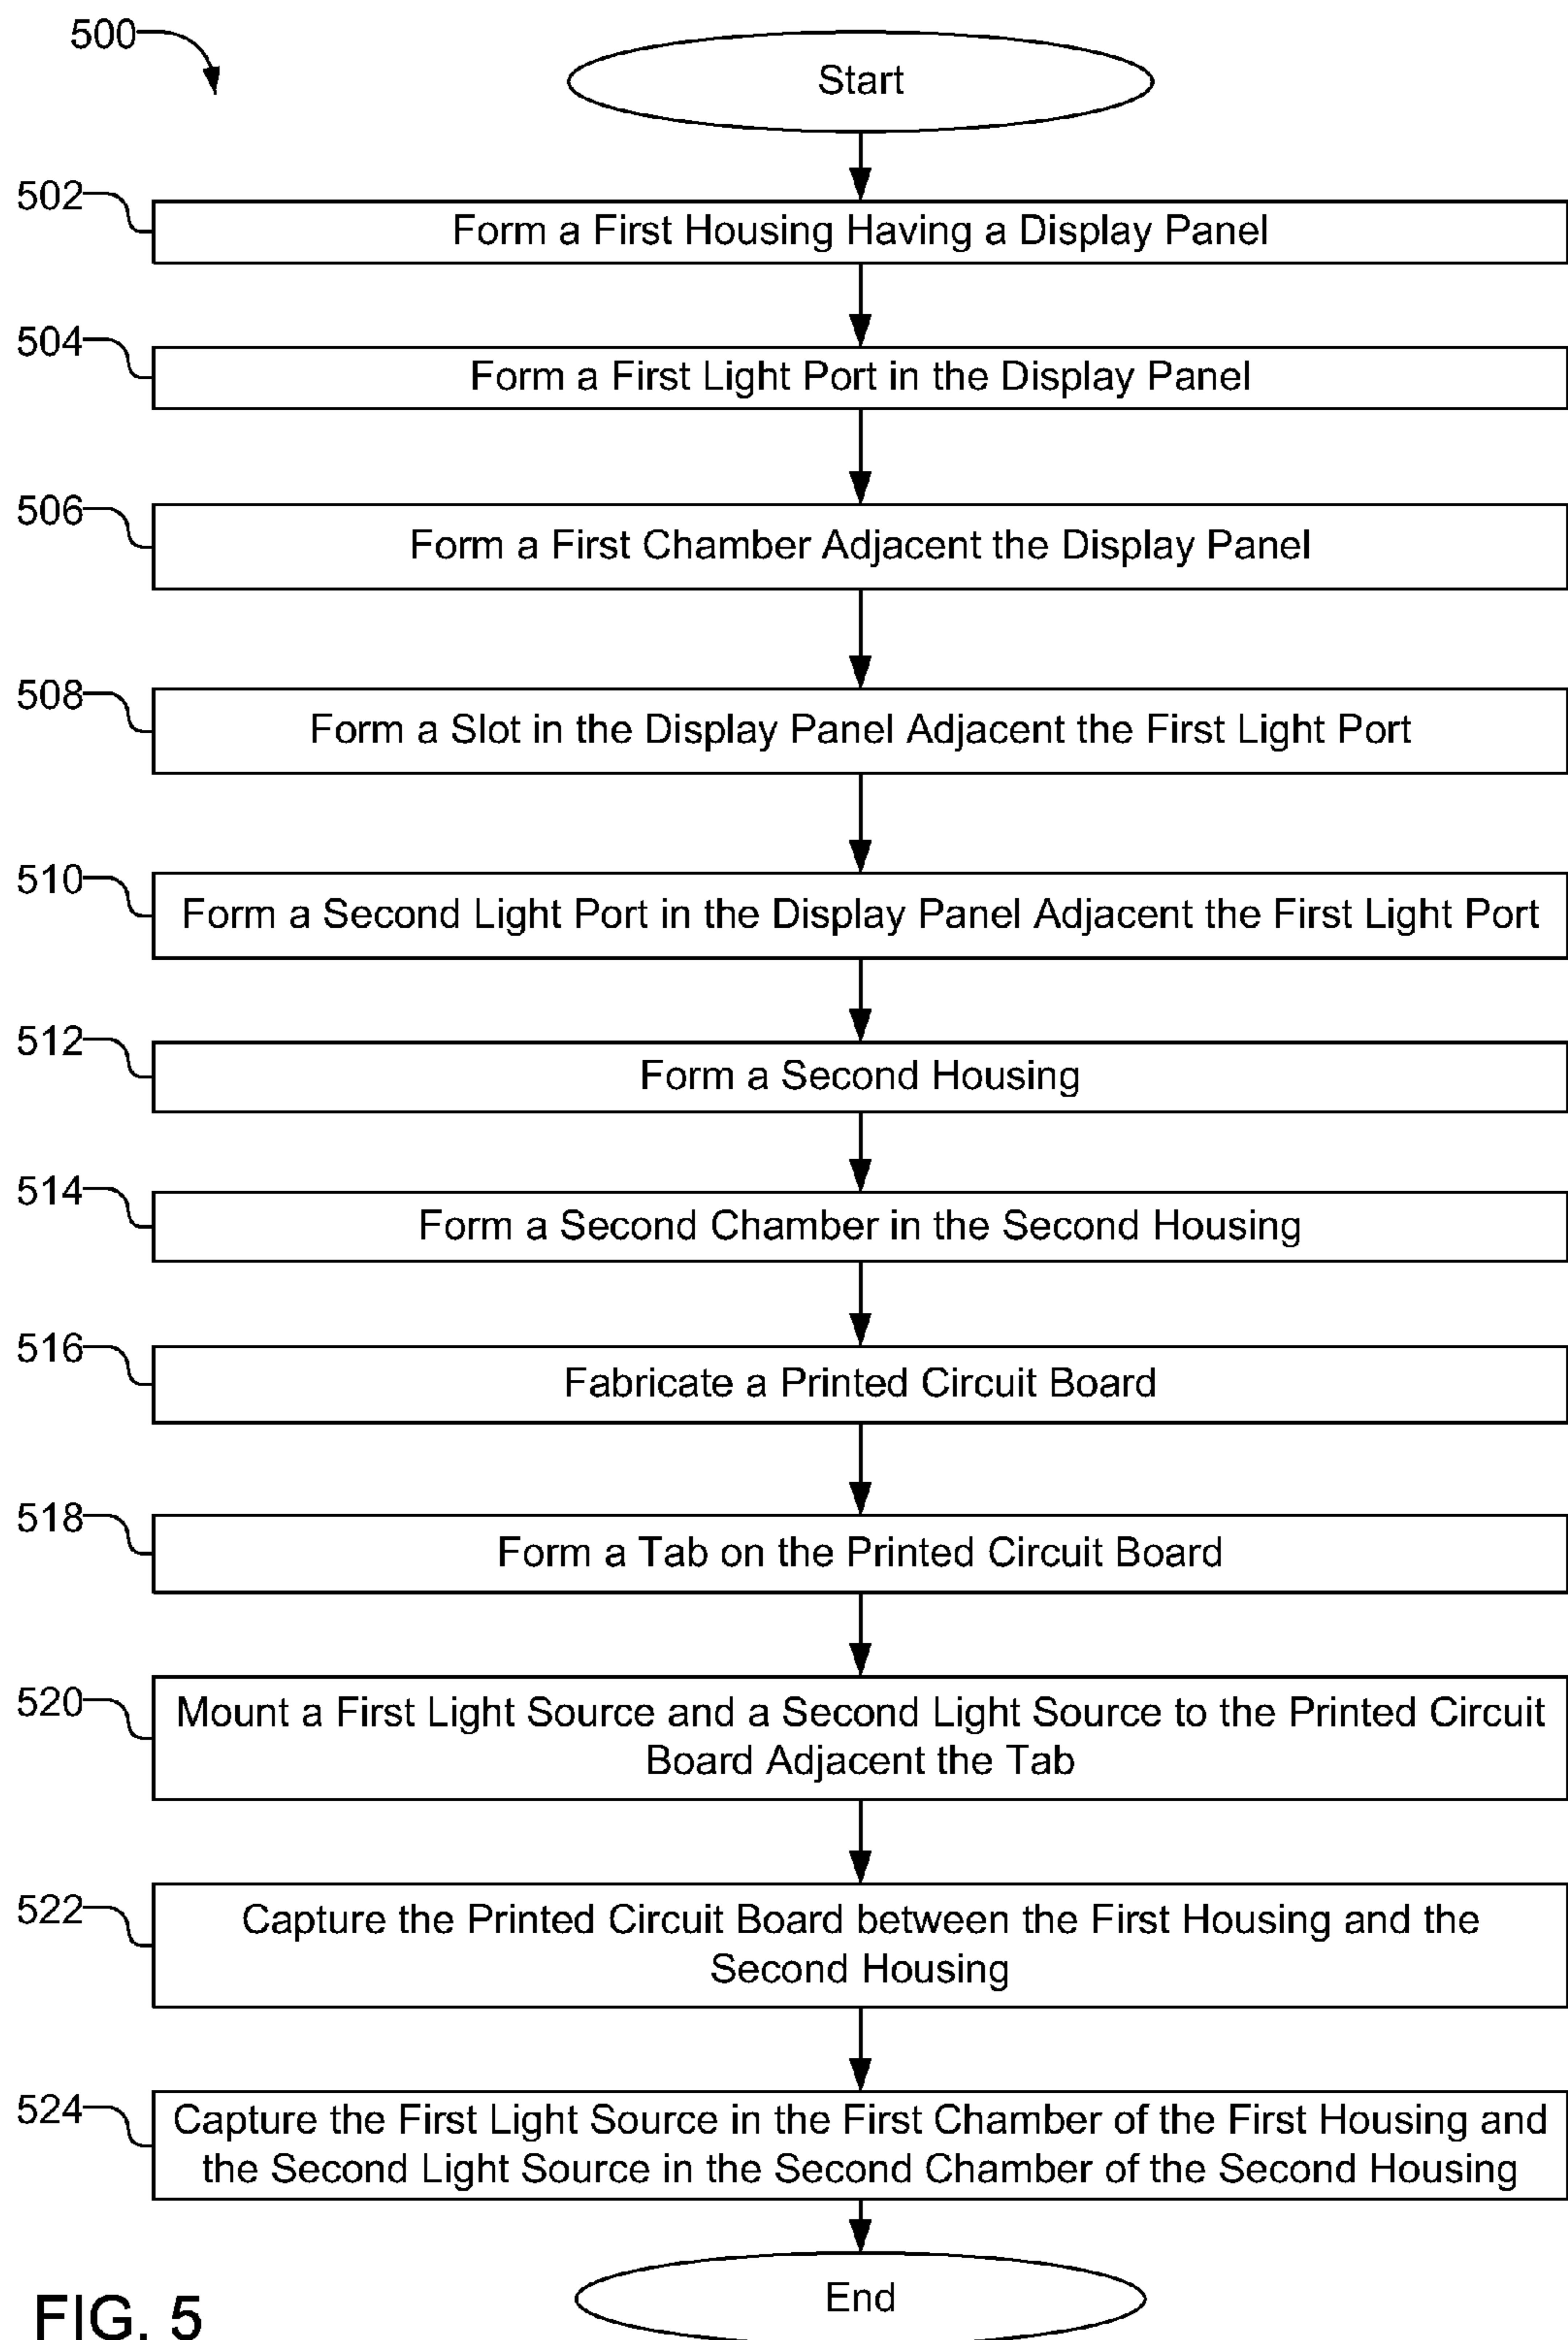 500
Start
502
Form a First Housing Having a Display Panel
504
Form a First Light Port in the Display Panel
506
Form a First Chamber Adjacent the Display Panel
508
Form a Slot in the Display Panel Adjacent the First Light Port
510
Form a Second Light Port in the Display Panel Adjacent the First Light Port
512
Form a Second Housing
514
Form a Second Chamber in the Second Housing
516
Fabricate a Printed Circuit Board
518
Form a Tab on the Printed Circuit Board
520
Mount a First Light Source and a Second Light Source to the Printed Circuit
Board Adjacent the Tab
522
Capture the Printed Circuit Board between the First Housing and the
Second Housing
524
Capture the First Light Source in the First Chamber of the First Housing and
the Second Light Source in the Second Chamber of the Second Housing
End
FIG. 5